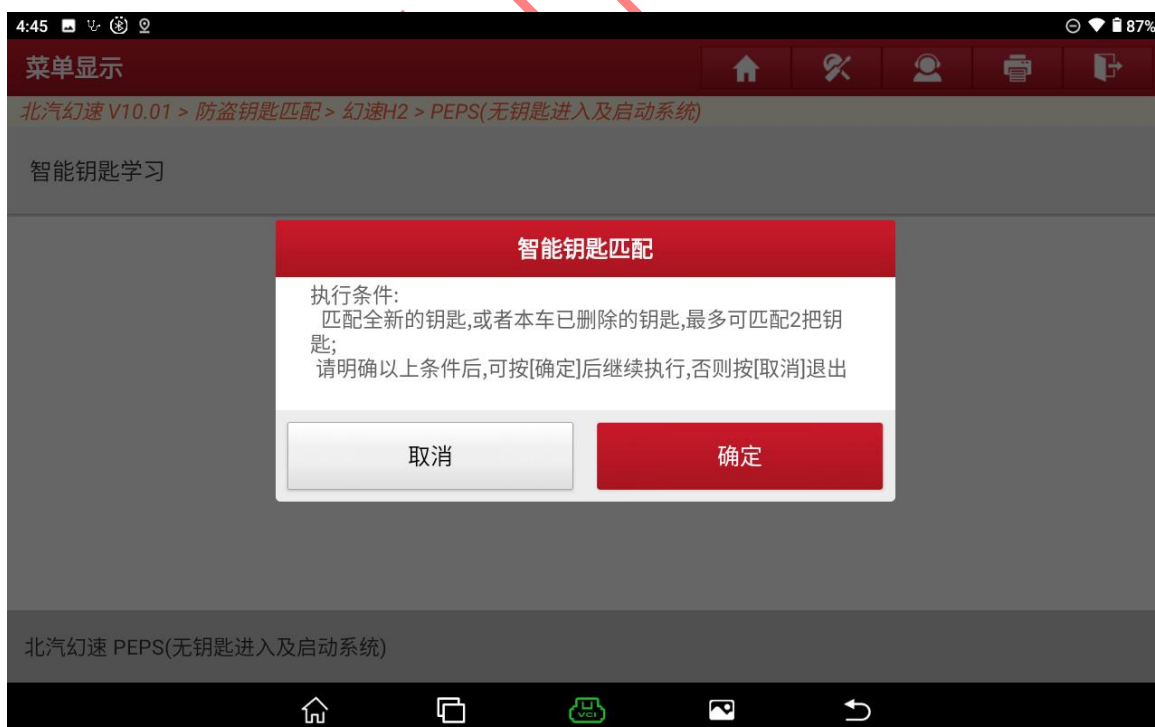 4:45
87%
菜单显示
北汽幻速 V10.01 > 防盗钥匙匹配 > 幻速H2 > PEPS(无钥匙进入及启动系统)
智能钥匙学习
智能钥匙匹配
执行条件:
匹配全新的钥匙,或者本车已删除的钥匙,最多可匹配2把钥
匙;
请明确以上条件后,可按[确定]后继续执行,否则按[取消]退出
取消
确定
北汽幻速 PEPS(无钥匙进入及启动系统)
VCI